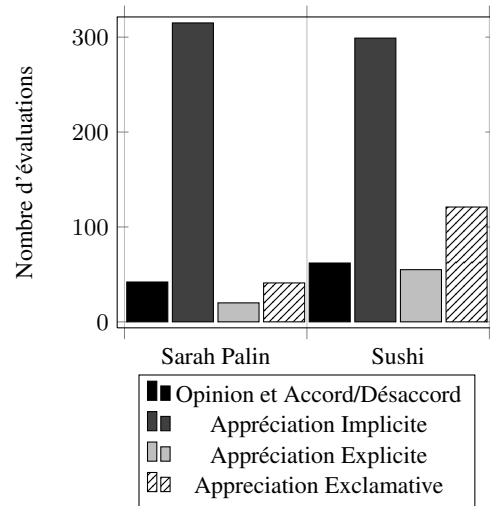 300
200
100
0
Nombre d'évaluations
Sarah Palin
Sushi
Opinion et Accord/Désaccord
Appréciation Implicite
Appréciation Explicite
Appreciation Exclamative